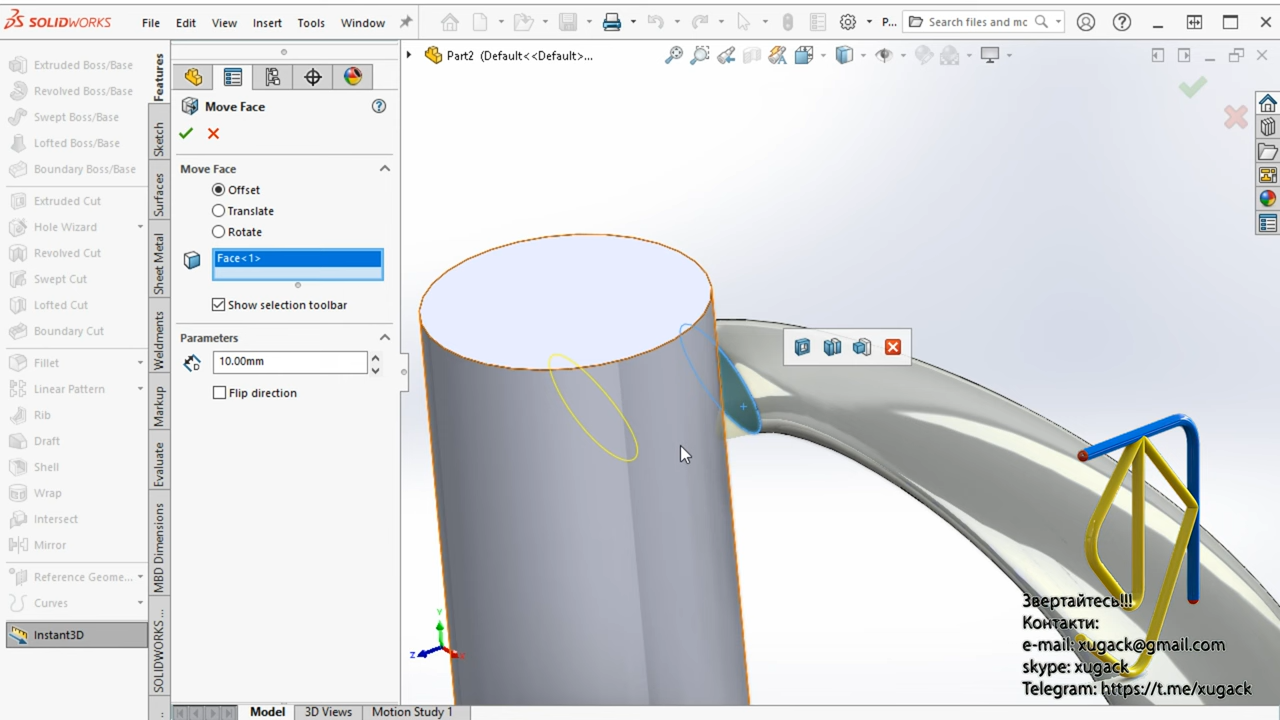 SOLIDWORKS File Edit View Insert Tools Window P... Search files and mc
Part2 (Default<<Default>...
Extruded Boss/Base
Revolved Boss/Base
Swept Boss/Base
Lofted Boss/Base
Boundary Boss/Base
Extruded Cut
Hole Wizard
Revolved Cut
Swept Cut
Lofted Cut
Boundary Cut
Fillet
Linear Pattern
Rib
Draft
Shell
Wrap
Intersect
Mirror
Reference Geome...
Curves
Instant3D
Features
Sketch
Surfaces
Sheet Metal
Weldments
Markup
Evaluate
MBD Dimensions
SOLIDWORKS ...
Move Face
Move Face
Offset
Translate
Rotate
Face<1>
Show selection toolbar
Parameters
10.00mm
Flip direction
Y
Z
Звертайтесь!!!
Контакти:
e-mail: xugack@gmail.com
skype: xugack
Telegram: https://t.me/xugack
Model 3D Views Motion Study 1